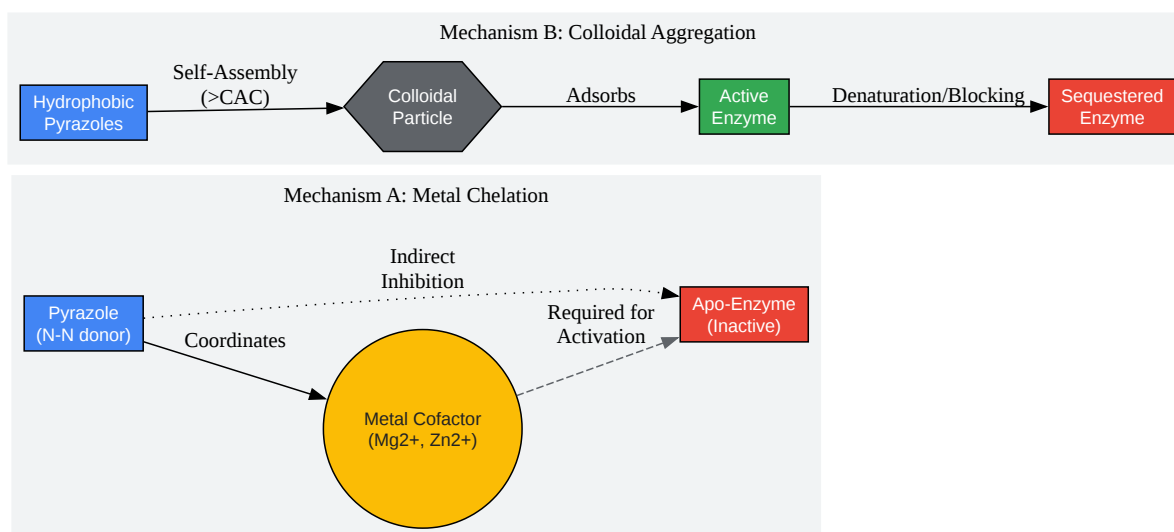 Mechanism B: Colloidal Aggregation
Hydrophobic
Pyrazoles
Self-Assembly
(>CAC)
Colloidal
Particle
Adsorbs
Active
Enzyme
Denaturation/Blocking
Sequestered
Enzyme
Mechanism A: Metal Chelation
Pyrazole
(N-N donor)
Indirect
Inhibition
Coordinates
Metal Cofactor
(Mg2+, Zn2+)
Required for
Activation
Apo-Enzyme
(Inactive)